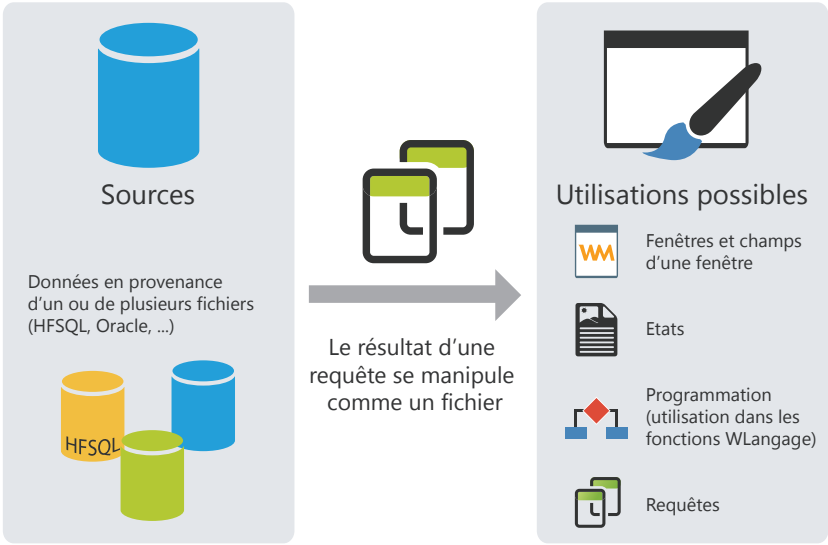 Sources
Données en provenance
d'un ou de plusieurs fichiers
(HFSQL, Oracle, ...)
HFSQL
Le résultat d'une
requête se manipule
comme un fichier
Utilisations possibles
WM
Fenêtres et champs
d'une fenêtre
Etats
Programmation
(utilisation dans les
fonctions WLangage)
Requêtes